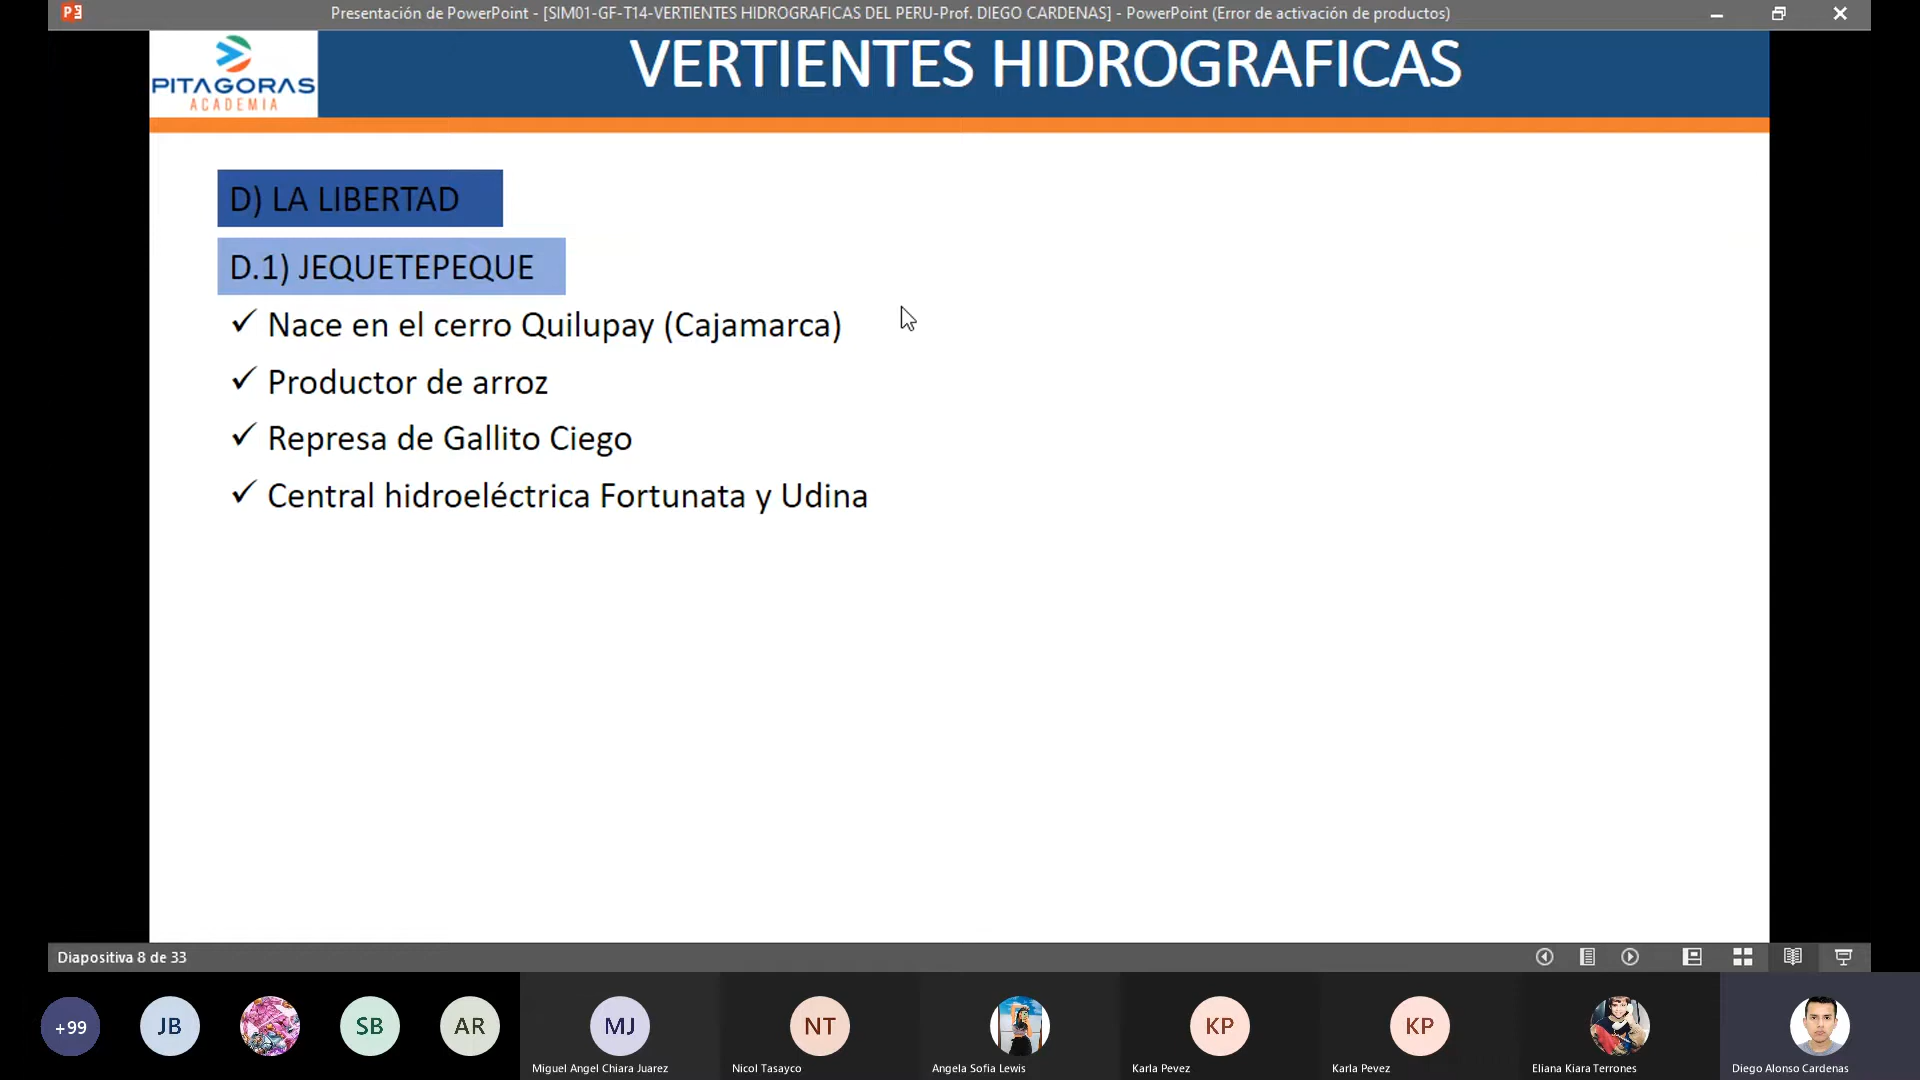 Presentación de PowerPoint - [SIM01-GF-T14-VERTIENTES HIDROGRAFICAS DEL PERU-Prof. DIEGO CARDENAS] - PowerPoint (Error de activación de productos)
PITAGORAS
ACADEMIA
VERTIENTES HIDROGRAFICAS
D) LA LIBERTAD
D.1) JEQUETEPEQUE
✓ Nace en el cerro Quilupay (Cajamarca)
✓ Productor de arroz
✓ Represa de Gallito Ciego
✓ Central hidroeléctrica Fortunata y Udina
Diapositiva 8 de 33
+99
JB
SB
AR
MJ
NT
KP
KP
Miguel Angel Chiara Juarez
Nicol Tasayco
Angela Sofia Lewis
Karla Pevez
Karla Pevez
Eliana Kiara Terrones
Diego Alonso Cardenas